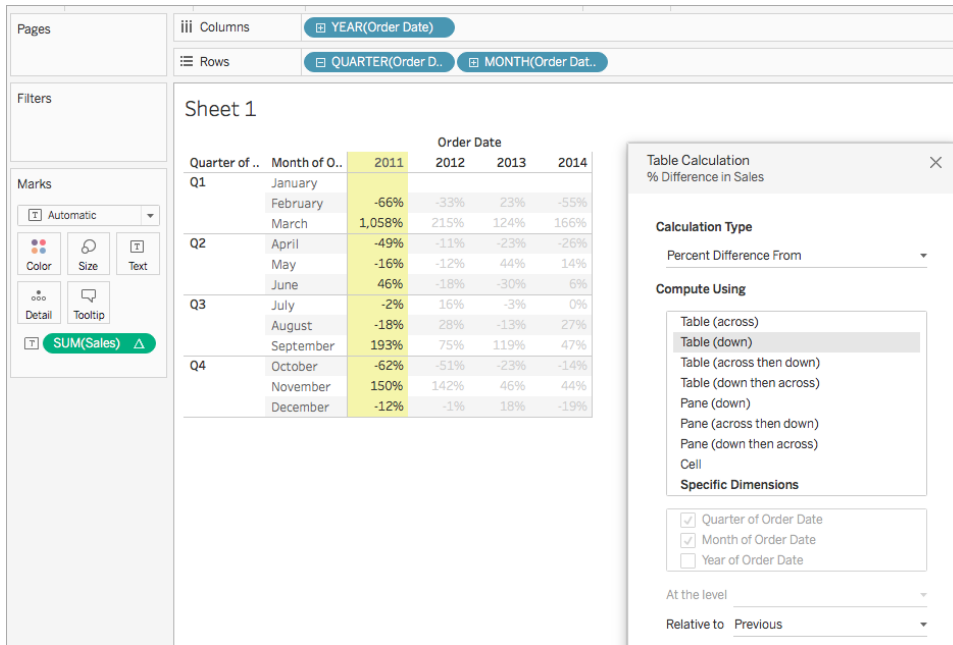 Pages
Columns
YEAR(Order Date)
Rows
QUARTER(Order D..
MONTH(Order Dat..
Filters
Marks
Automatic
Color
Size
Text
Detail
Tooltip
SUM(Sales)
Sheet 1
Order Date
Quarter of .. Month of O.. 2011 2012 2013 2014
Q1 January
February -66% -33% 23% -55%
March 1,058% 215% 124% 166%
Q2 April -49% -11% -23% -26%
May -16% -12% 44% 14%
June 46% -18% -30% 6%
Q3 July -2% 16% -3% 0%
August -18% 28% -13% 27%
September 193% 75% 119% 47%
Q4 October -62% -51% -23% -14%
November 150% 142% 46% 44%
December -12% -1% 18% -19%
Table Calculation
% Difference in Sales
Calculation Type
Percent Difference From
Compute Using
Table (across)
Table (down)
Table (across then down)
Table (down then across)
Pane (down)
Pane (across then down)
Pane (down then across)
Cell
Specific Dimensions
Quarter of Order Date
Month of Order Date
Year of Order Date
At the level
Relative to Previous